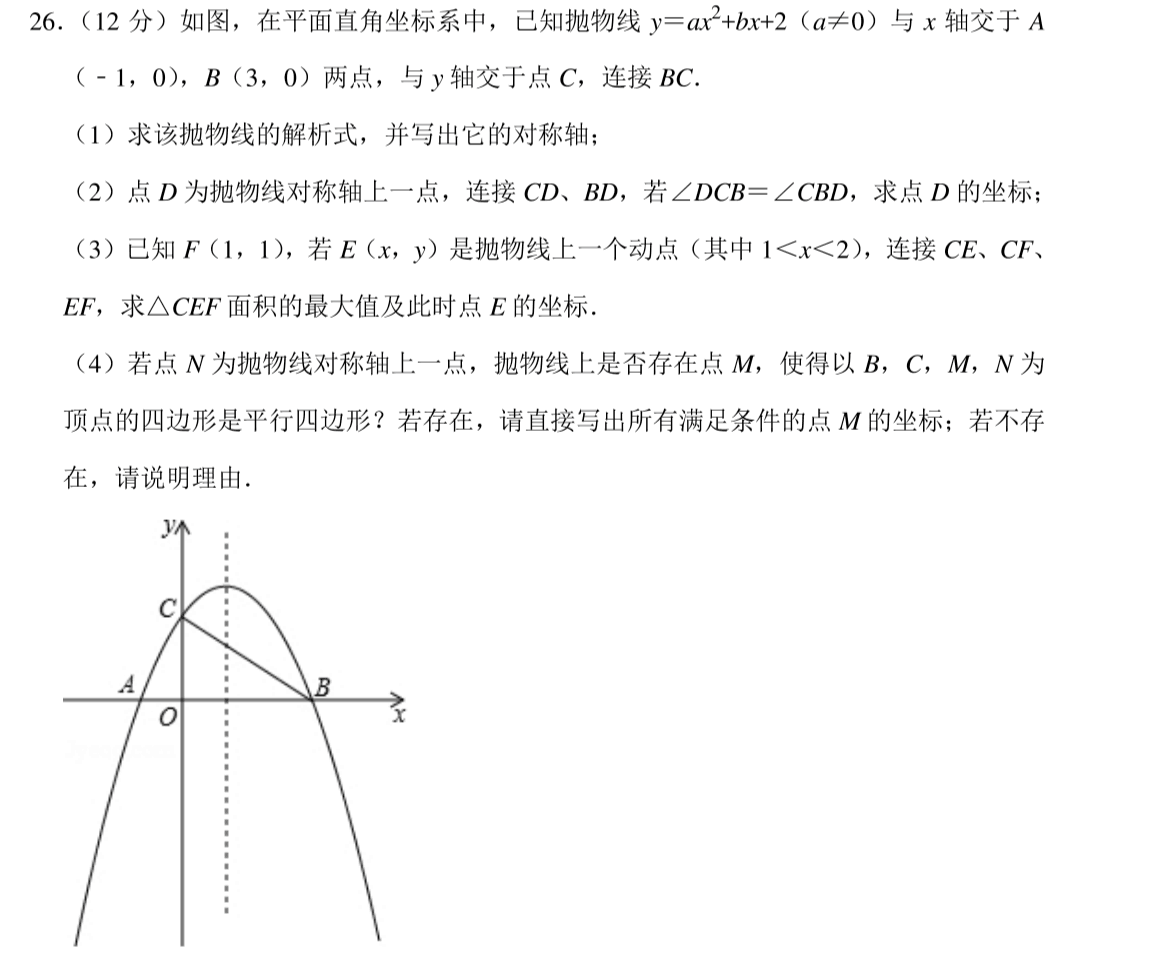 26.（12 分）如图，在平面直角坐标系中，已知抛物线 y＝ax²+bx+2（a≠0）与 x 轴交于 A
（﹣1，0），B（3，0）两点，与 y 轴交于点 C，连接 BC．
（1）求该抛物线的解析式，并写出它的对称轴；
（2）点 D 为抛物线对称轴上一点，连接 CD、BD，若∠DCB＝∠CBD，求点 D 的坐标；
（3）已知 F（1，1），若 E（x，y）是抛物线上一个动点（其中 1＜x＜2），连接 CE、CF、
EF，求△CEF 面积的最大值及此时点 E 的坐标．
（4）若点 N 为抛物线对称轴上一点，抛物线上是否存在点 M，使得以 B，C，M，N 为
顶点的四边形是平行四边形？若存在，请直接写出所有满足条件的点 M 的坐标；若不存
在，请说明理由．
y
C
A
B
O
x